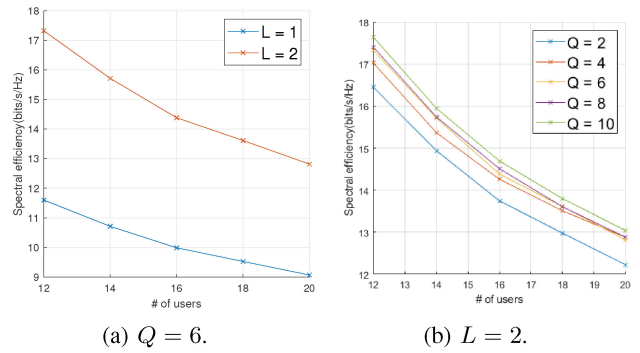 18
17
16
15
14
13
12
11
10
9
12
14
16
18
20
Spectral efficiency(bits/s/Hz)
# of users
L = 1
L = 2
(a) Q = 6.
18
17
16
15
14
13
12
12
13
14
15
16
17
18
19
20
Spectral efficiency(bits/s/Hz)
# of users
Q = 2
Q = 4
Q = 6
Q = 8
Q = 10
(b) L = 2.